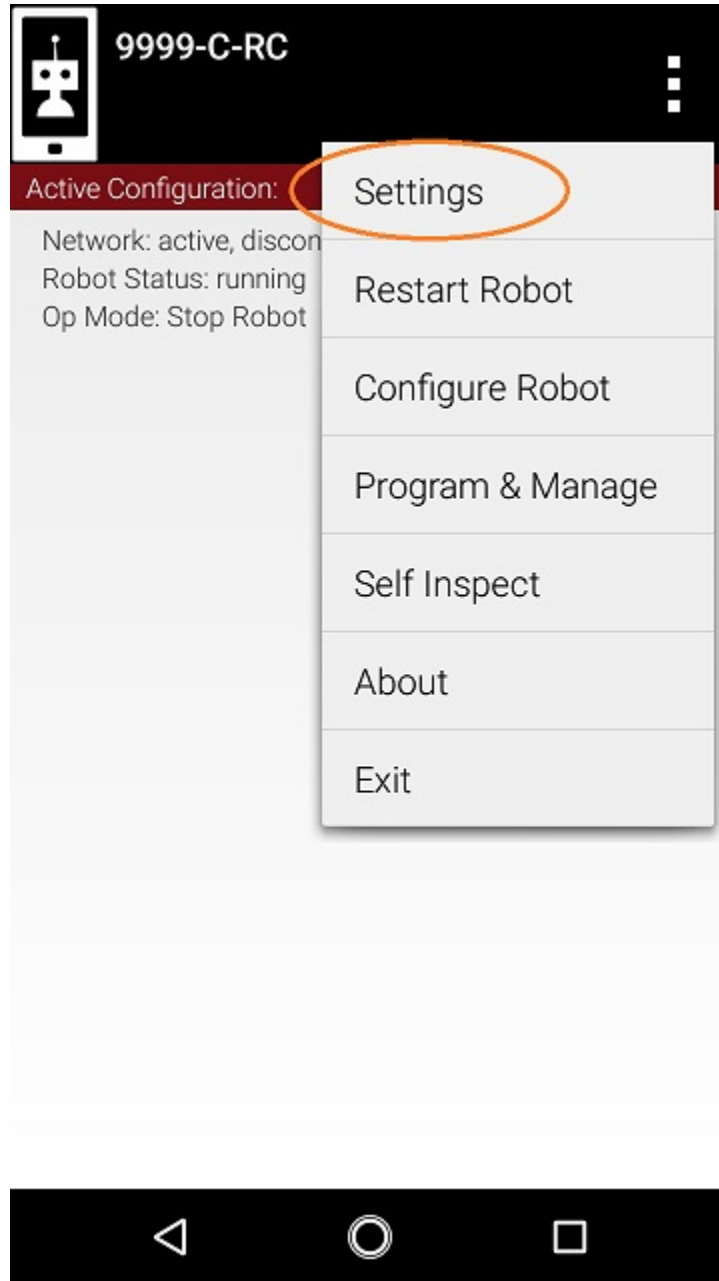 9999-C-RC
Active Configuration:
Network: active, discon
Robot Status: running
Op Mode: Stop Robot
Settings
Restart Robot
Configure Robot
Program & Manage
Self Inspect
About
Exit